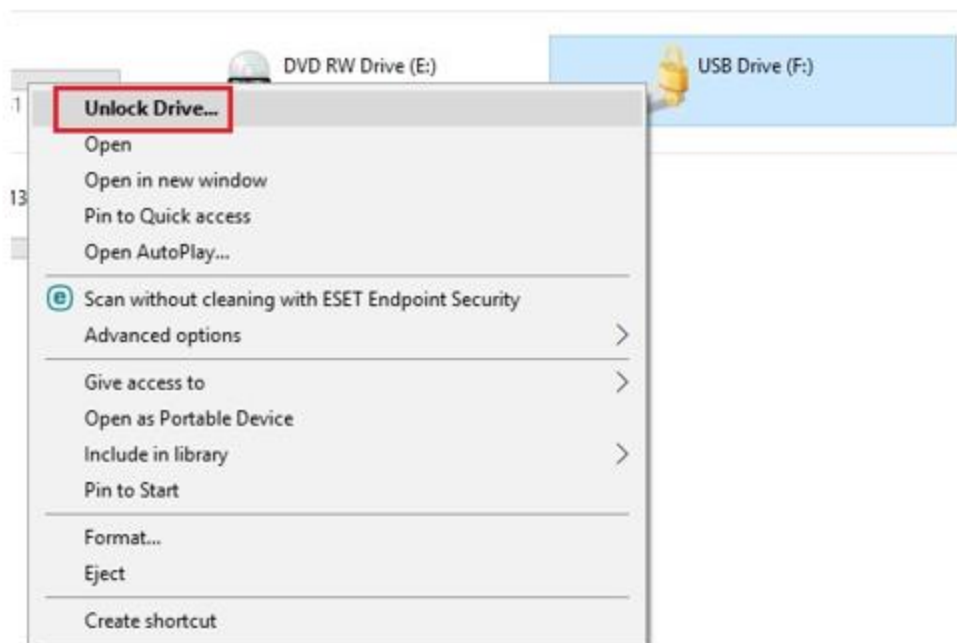 DVD RW Drive (E:)
USB Drive (F:)
Unlock Drive...
Open
Open in new window
13
Pin to Quick access
Open AutoPlay...
e
Scan without cleaning with ESET Endpoint Security
Advanced options
Give access to
Open as Portable Device
Include in library
Pin to Start
Format...
Eject
Create shortcut